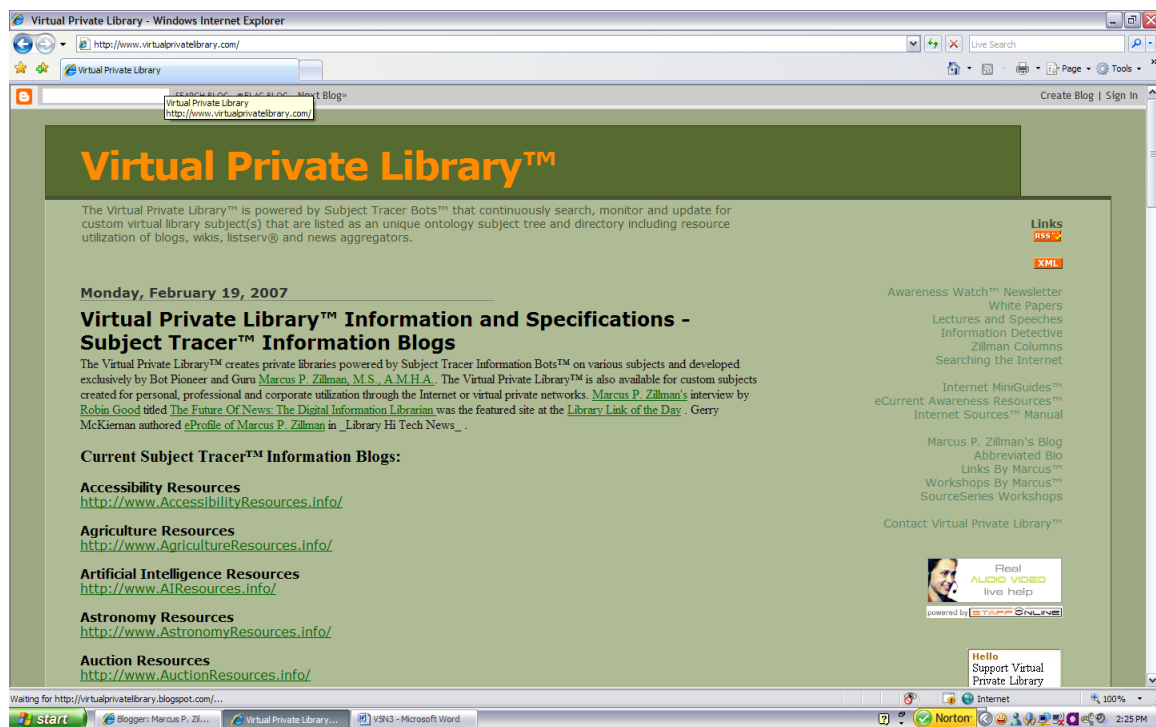 Virtual Private Library - Windows Internet Explorer
http://www.virtualprivatelibrary.com/
Live Search
Virtual Private Library
Page
Tools
SEARCH BLOG
FLAG BLOG
Next Blog»
Create Blog | Sign In
Virtual Private Library
http://www.virtualprivatelibrary.com/
Virtual Private Library™
The Virtual Private Library™ is powered by Subject Tracer Bots™ that continuously search, monitor and update for
custom virtual library subject(s) that are listed as an unique ontology subject tree and directory including resource
utilization of blogs, wikis, listserv® and news aggregators.
Monday, February 19, 2007
Virtual Private Library™ Information and Specifications -
Subject Tracer™ Information Blogs
The Virtual Private Library™ creates private libraries powered by Subject Tracer Information Bots™ on various subjects and developed
exclusively by Bot Pioneer and Guru Marcus P. Zillman, M.S., A.M.H.A.. The Virtual Private Library™ is also available for custom subjects
created for personal, professional and corporate utilization through the Internet or virtual private networks. Marcus P. Zillman's interview by
Robin Good titled The Future Of News: The Digital Information Librarian was the featured site at the Library Link of the Day . Gerry
McKiernan authored eProfile of Marcus P. Zillman in _Library Hi Tech News_ .
Current Subject Tracer™ Information Blogs:
Accessibility Resources
http://www.AccessibilityResources.info/
Agriculture Resources
http://www.AgricultureResources.info/
Artificial Intelligence Resources
http://www.AIResources.info/
Astronomy Resources
http://www.AstronomyResources.info/
Auction Resources
http://www.AuctionResources.info/
Links
RSS
XML
Awareness Watch™ Newsletter
White Papers
Lectures and Speeches
Information Detective
Zillman Columns
Searching the Internet
Internet MiniGuides™
eCurrent Awareness Resources™
Internet Sources™ Manual
Marcus P. Zillman's Blog
Abbreviated Bio
Links By Marcus™
Workshops By Marcus™
SourceSeries Workshops
Contact Virtual Private Library™
Real
AUDIO VIDEO
live help
powered by STAFF ONLINE
Hello
Support Virtual
Private Library
Waiting for http://virtualprivatelibrary.blogspot.com/...
Internet
100%
start
Blogger: Marcus P. Zi...
Virtual Private Library...
V5N3 - Microsoft Word
Norton
2:25 PM